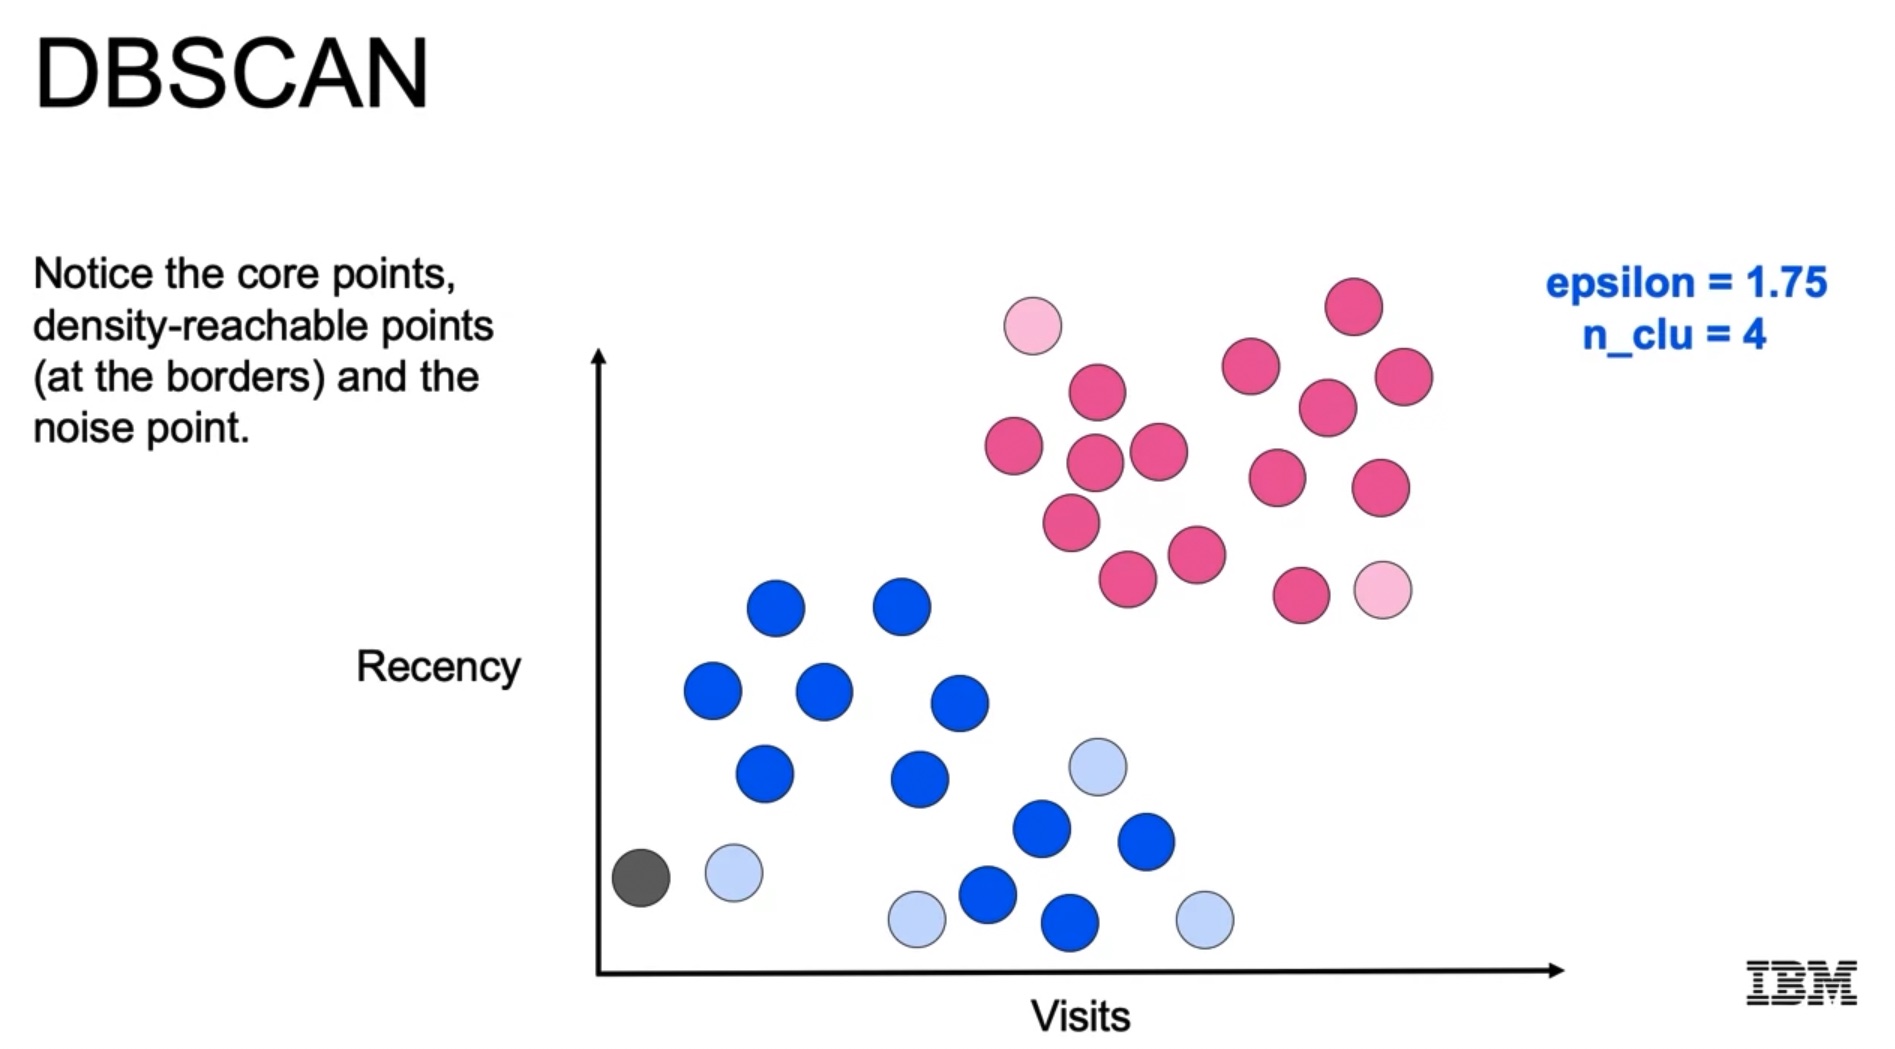 DBSCAN
Notice the core points,
density-reachable points
(at the borders) and the
noise point.
epsilon = 1.75
n_clu = 4
Recency
Visits
IBM